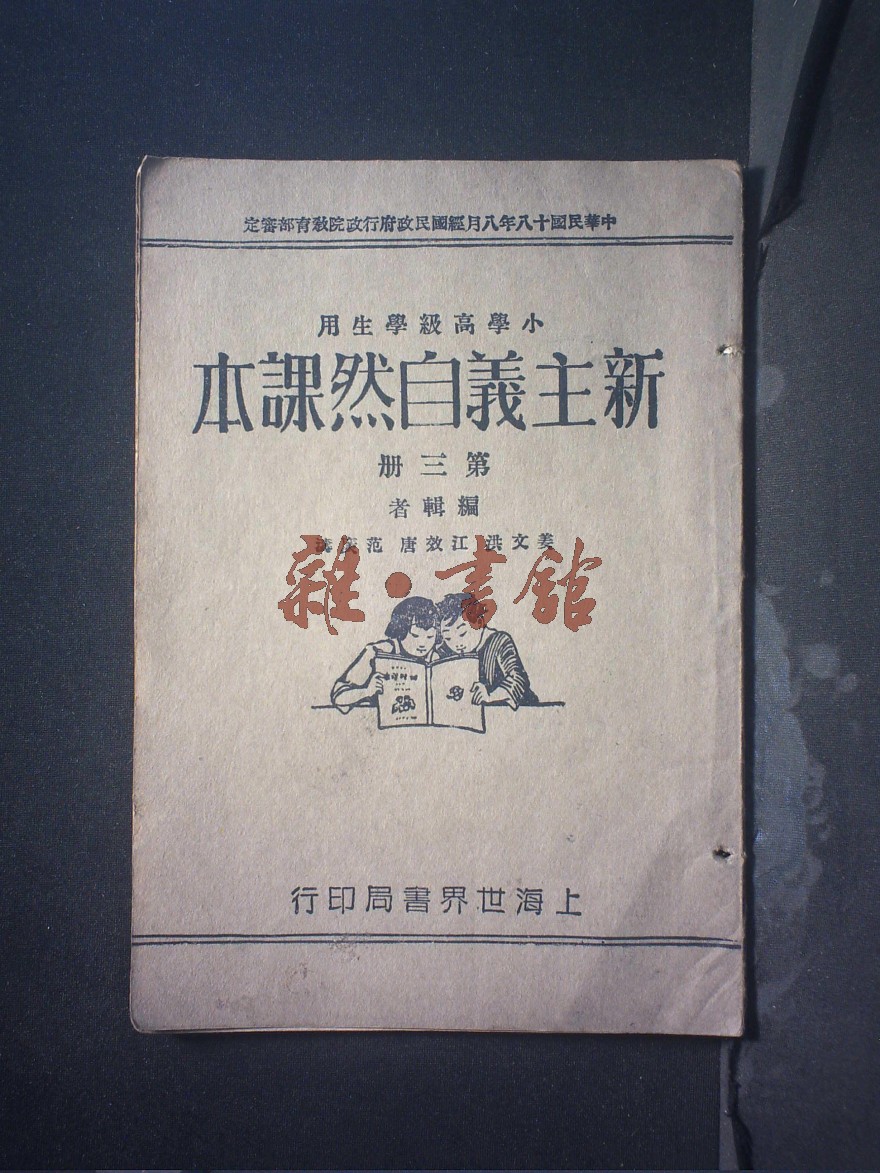 中華民國十八年八月經國民政府行政院教育部審定
小學高級學生用
新主義自然課本
第三册
編輯者
姜文洪 江效唐 范
雜·書館
上海世界書局印行